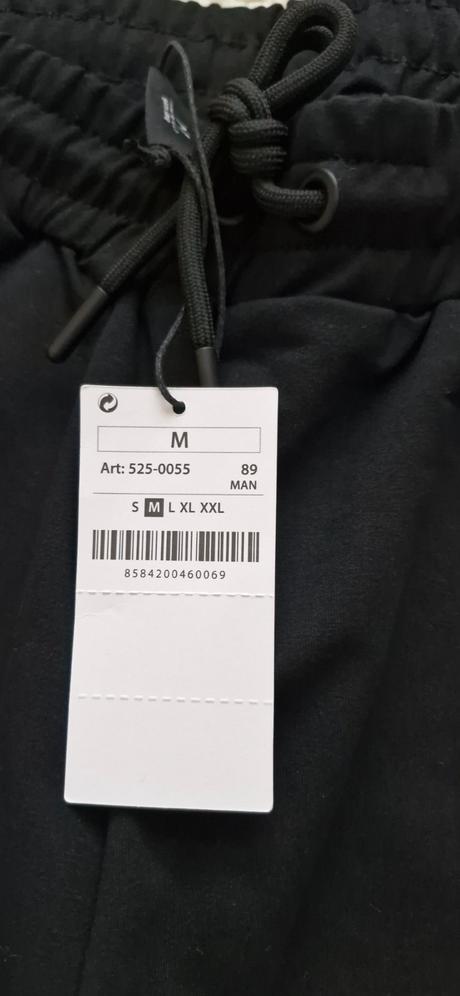 M
Art: 525-0055 89
MAN
S M L XL XXL
8584200460069